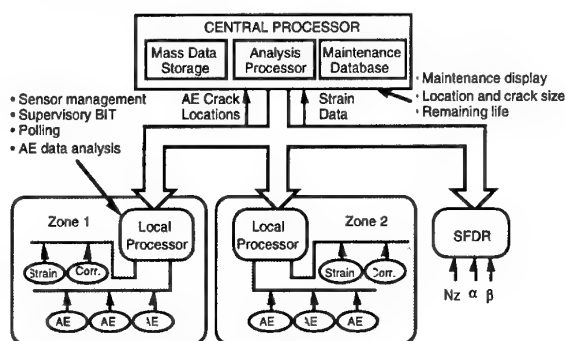 CENTRAL PROCESSOR
Mass Data
Storage
Analysis
Processor
Maintenance
Database
• Sensor management
• Supervisory BIT
• Polling
• AE data analysis
AE Crack
Locations
Strain
Data
· Maintenance display
· Location and crack size
· Remaining life
Zone 1
Local
Processor
Strain
Corr.
AE
AE
AE
Local
Processor
Zone 2
Strain
Corr.
AE
AE
AE
SFDR
Nz α β